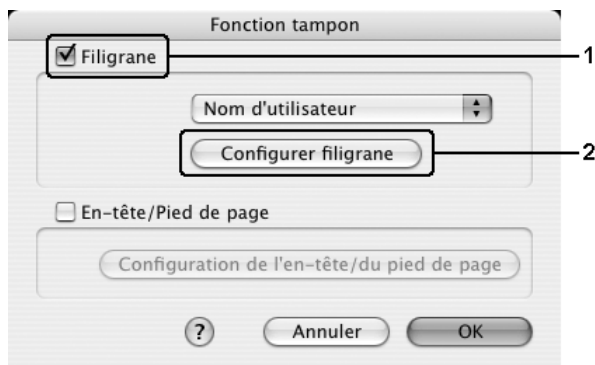 Fonction tampon
Filigrane
1
Nom d'utilisateur
Configurer filigrane
2
En-tête/Pied de page
Configuration de l'en-tête/du pied de page
? Annuler OK